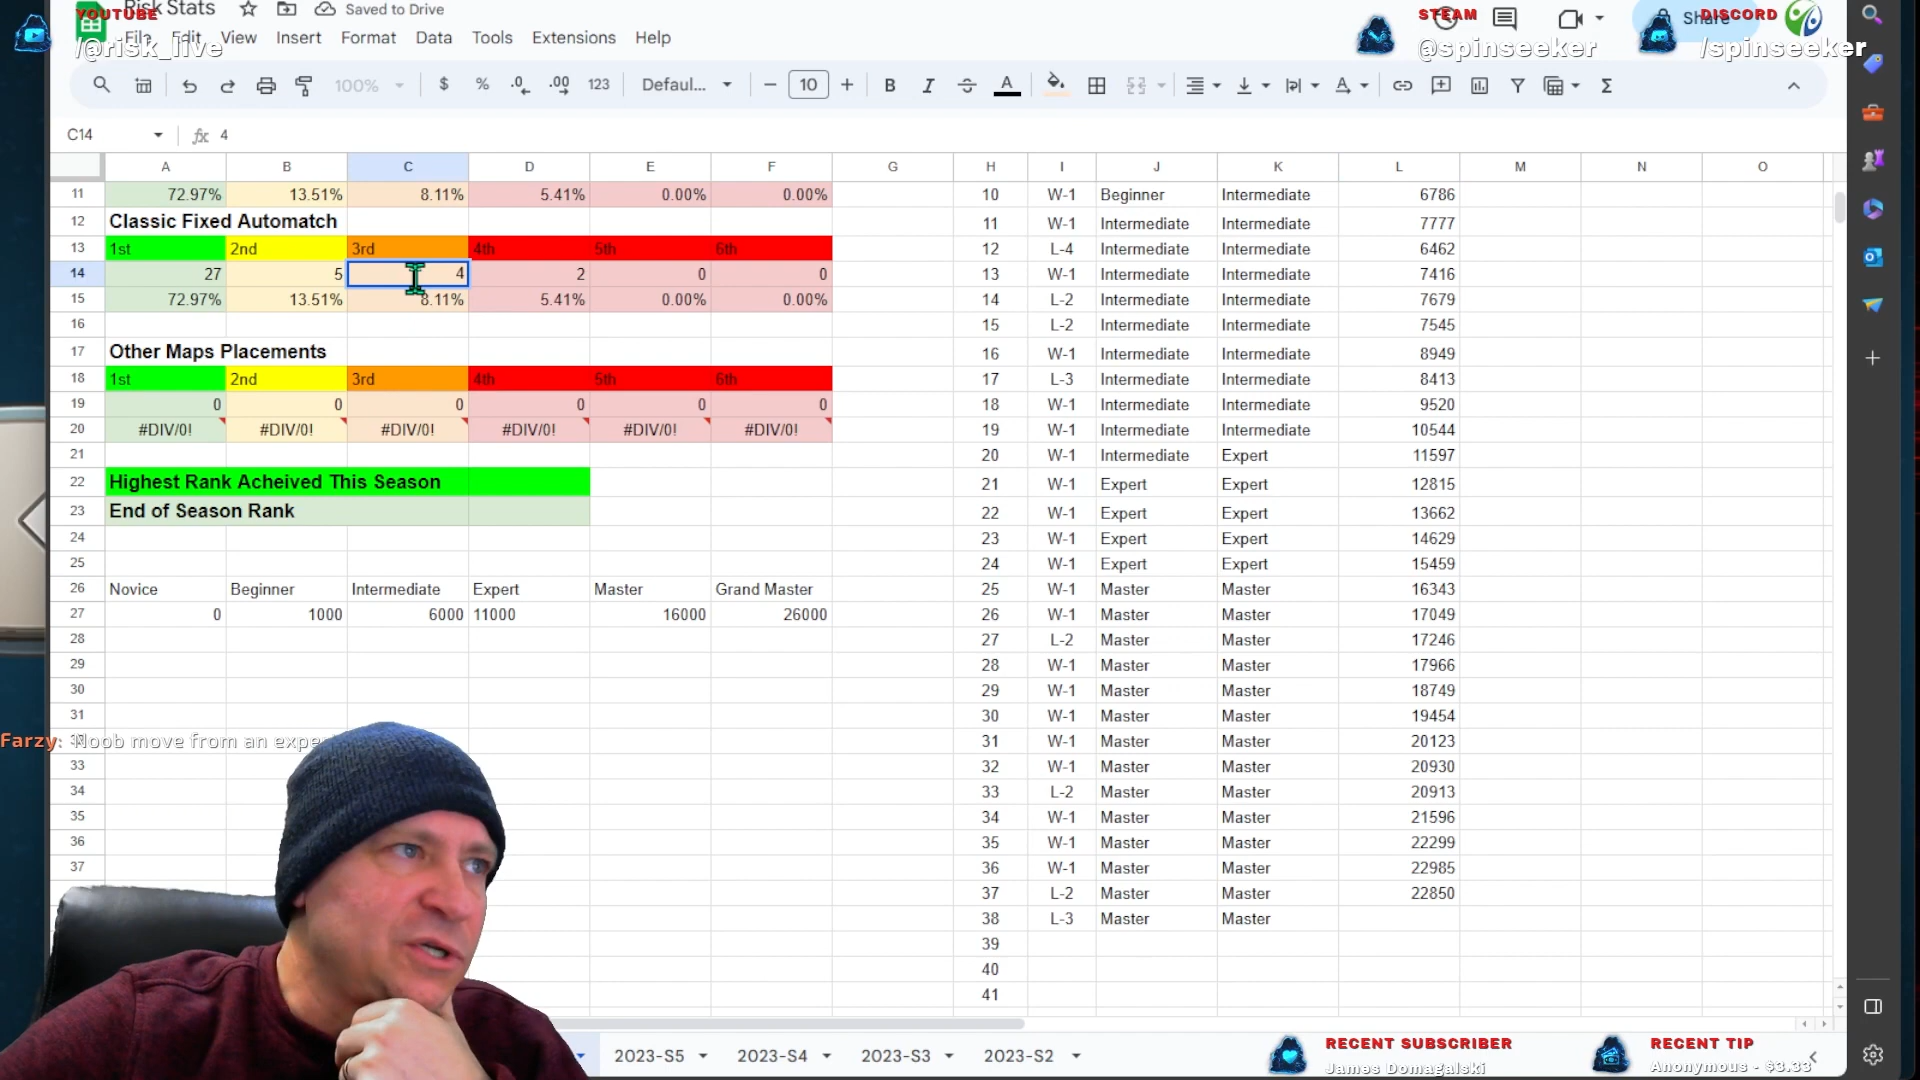 Risk Stats
Saved to Drive
YOUTUBE
/@risk_live
STEAM
@spinseeker
Share
DISCORD
/spinseeker
File Edit View Insert Format Data Tools Extensions Help
100% $ % .0 .00 123 Defaul... 10 B I A Σ
C14 fx 4
A B C D E F G H I J K L M N O
11 72.97% 13.51% 8.11% 5.41% 0.00% 0.00% 10 W-1 Beginner Intermediate 6786
12 Classic Fixed Automatch 11 W-1 Intermediate Intermediate 7777
13 1st 2nd 3rd 4th 5th 6th 12 L-4 Intermediate Intermediate 6462
14 27 5 4 2 0 0 13 W-1 Intermediate Intermediate 7416
15 72.97% 13.51% 8.11% 5.41% 0.00% 0.00% 14 L-2 Intermediate Intermediate 7679
16 15 L-2 Intermediate Intermediate 7545
17 Other Maps Placements 16 W-1 Intermediate Intermediate 8949
18 1st 2nd 3rd 4th 5th 6th 17 L-3 Intermediate Intermediate 8413
19 0 0 0 0 0 0 18 W-1 Intermediate Intermediate 9520
20 #DIV/0! #DIV/0! #DIV/0! #DIV/0! #DIV/0! #DIV/0! 19 W-1 Intermediate Intermediate 10544
21 20 W-1 Intermediate Expert 11597
22 Highest Rank Acheived This Season 21 W-1 Expert Expert 12815
23 End of Season Rank 22 W-1 Expert Expert 13662
24 23 W-1 Expert Expert 14629
25 24 W-1 Expert Expert 15459
26 Novice Beginner Intermediate Expert Master Grand Master 25 W-1 Master Master 16343
27 0 1000 6000 11000 16000 26000 26 W-1 Master Master 17049
28 27 L-2 Master Master 17246
29 28 W-1 Master Master 17966
30 29 W-1 Master Master 18749
31 30 W-1 Master Master 19454
Farzy: Noob move from an expe 31 W-1 Master Master 20123
33 32 W-1 Master Master 20930
34 33 L-2 Master Master 20913
35 34 W-1 Master Master 21596
36 35 W-1 Master Master 22299
37 36 W-1 Master Master 22985
37 L-2 Master Master 22850
38 L-3 Master Master
39
40
41
2023-S5 2023-S4 2023-S3 2023-S2
RECENT SUBSCRIBER
James Domagalski
RECENT TIP
Anonymous - $3.33